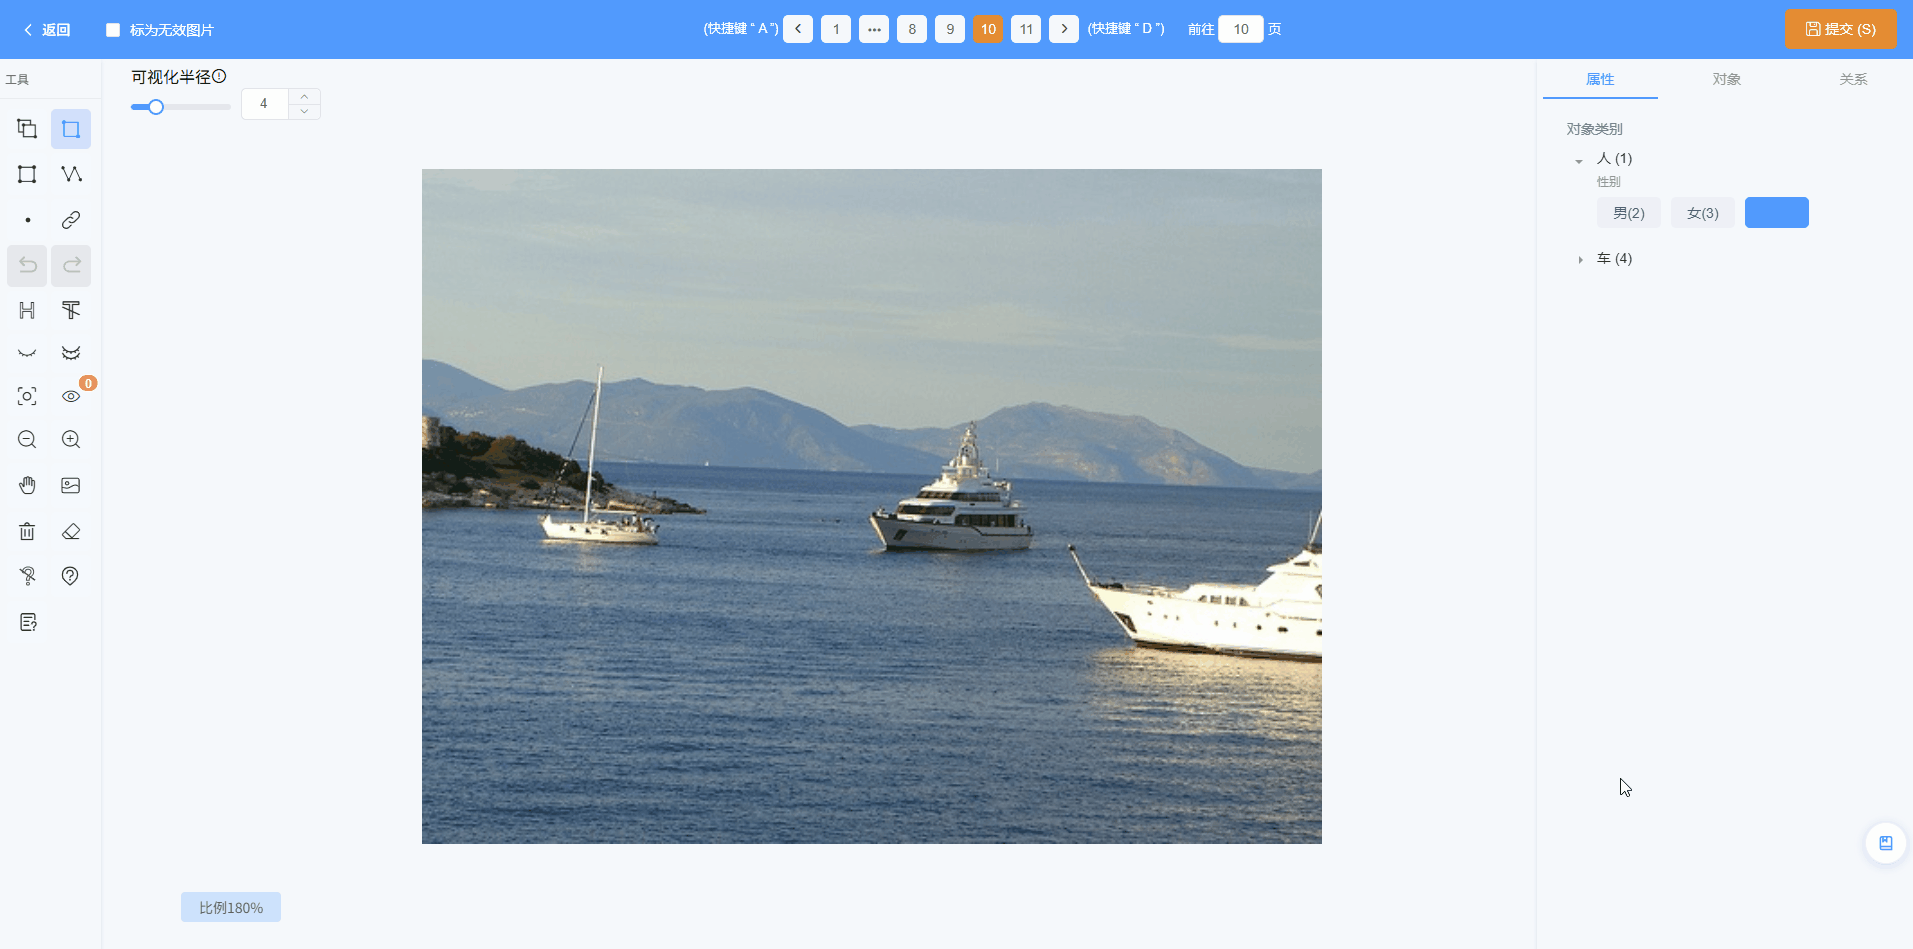 返回
标为无效图片
(快捷键 “ A ”)
1
•••
8
9
10
11
(快捷键 “ D ”)
前往 10 页
提交 (S)
工具
可视化半径
4
属性
对象
关系
对象类别
人 (1)
性别
男(2)
女(3)
车 (4)
0
比例180%